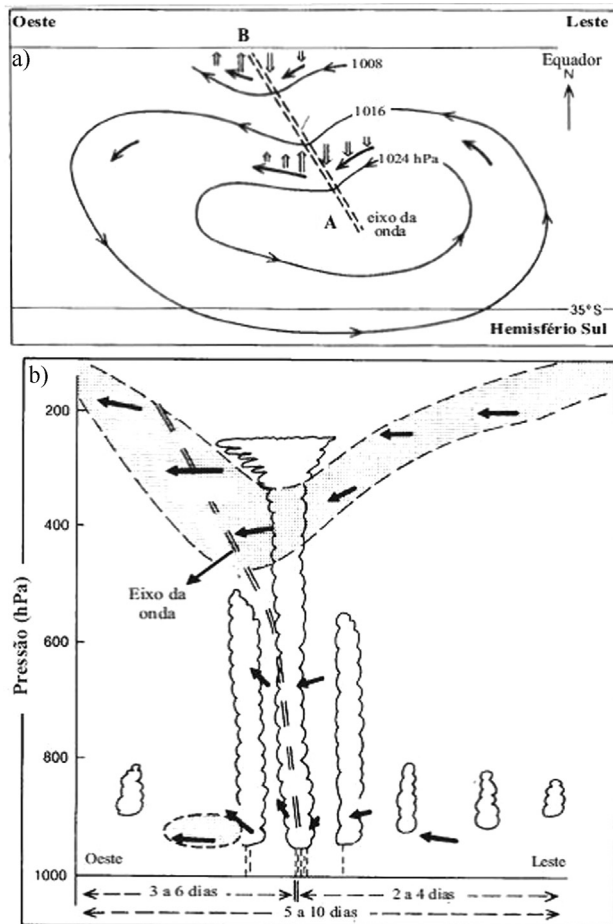 Oeste
Leste
a)
B
1008
Equador
N
1016
1024 hPa
A
eixo da
onda
35° S
Hemisfério Sul
b)
Pressão (hPa)
200
400
600
800
1000
Eixo da
onda
Oeste
Leste
3 a 6 dias
2 a 4 dias
5 a 10 dias